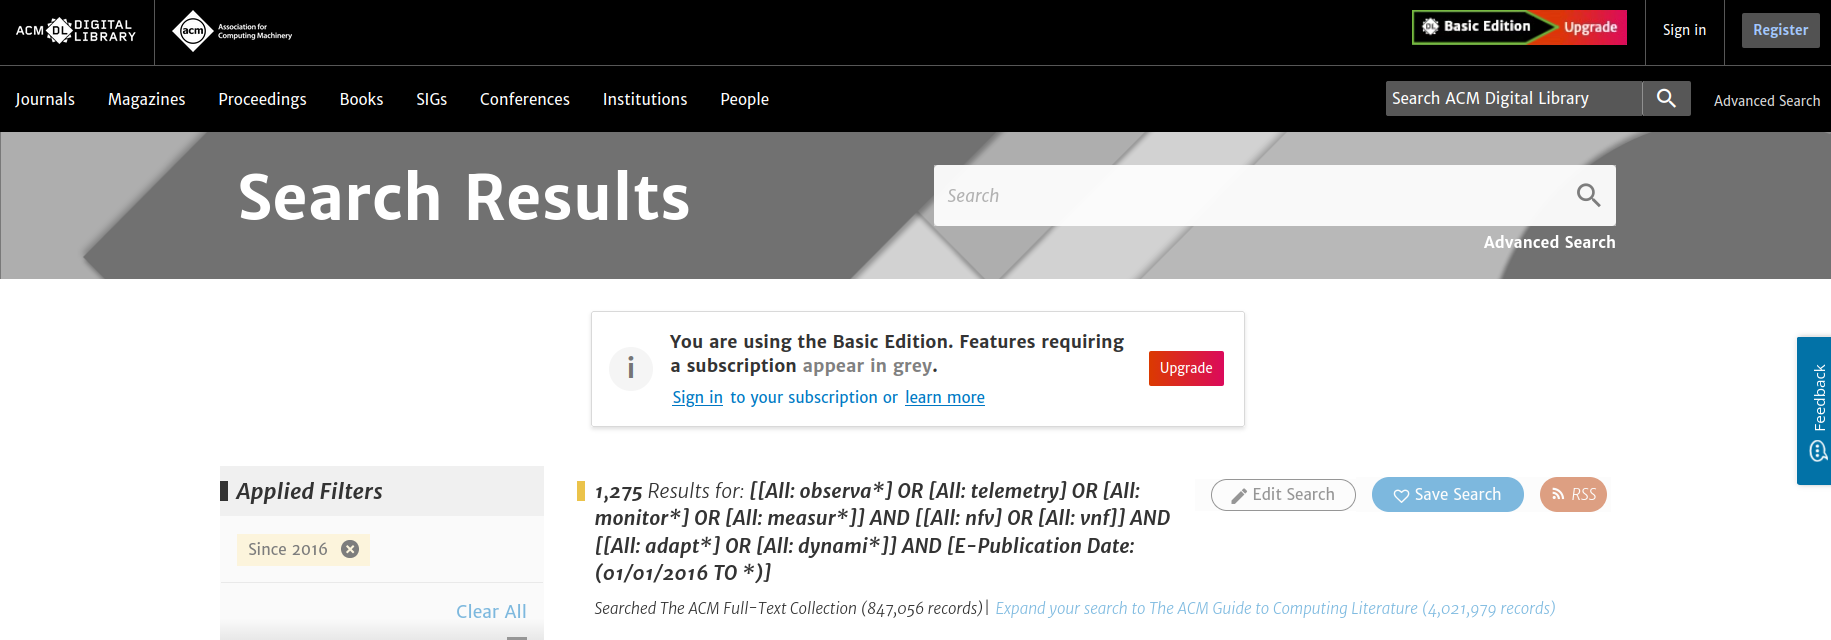 ACM DL DIGITAL LIBRARY
acm Association for Computing Machinery
Basic Edition Upgrade
Sign in
Register
Journals Magazines Proceedings Books SIGs Conferences Institutions People
Search ACM Digital Library
Advanced Search
Search Results
Search
Advanced Search
i
You are using the Basic Edition. Features requiring
a subscription appear in grey.
Sign in to your subscription or learn more
Upgrade
Feedback
Applied Filters
Since 2016
Clear All
1,275 Results for: [[All: observa*] OR [All: telemetry] OR [All:
monitor*] OR [All: measur*]] AND [[All: nfv] OR [All: vnf]] AND
[[All: adapt*] OR [All: dynami*]] AND [E-Publication Date:
(01/01/2016 TO *)]
Edit Search
Save Search
RSS
Searched The ACM Full-Text Collection (847,056 records)| Expand your search to The ACM Guide to Computing Literature (4,021,979 records)